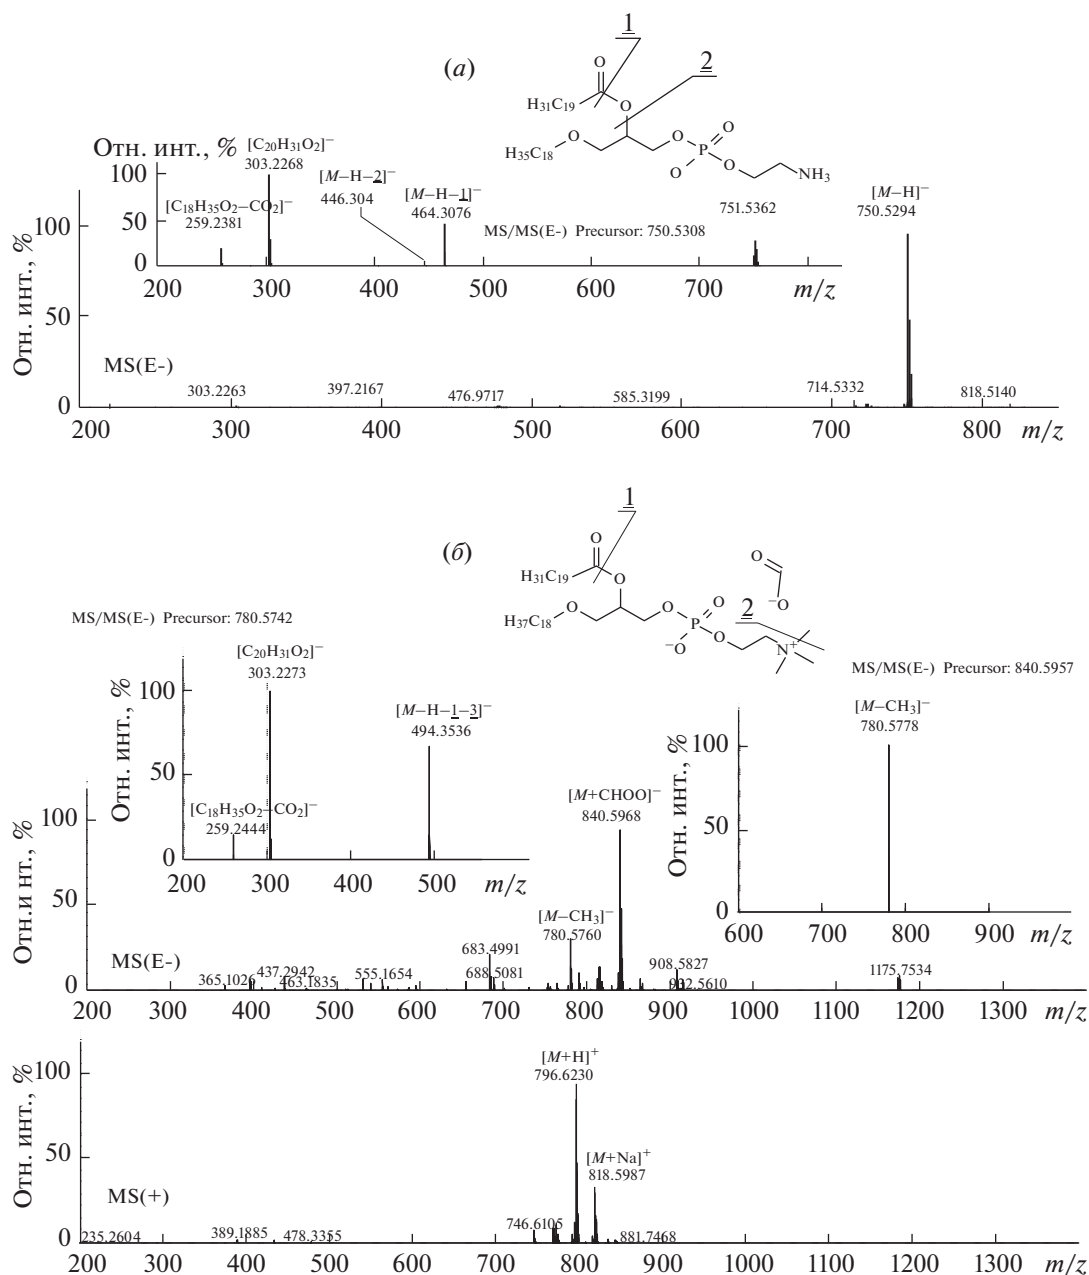 1
(а)
2
O
H31C19
O
O
O
H35C18
O
P
O
O
NH3
Отн. инт., %
[C20H31O2]−
303.2268
100
[M−H−2]−
446.304
[M−H−1]−
464.3076
[C18H35O2−CO2]−
259.2381
50
MS/MS(E-) Precursor: 750.5308
751.5362
[M−H]−
750.5294
0
200 300 400 500 600 700 m/z
Отн. инт., %
100
50
0
MS(E-)
303.2263
397.2167
476.9717
585.3199
714.5332
818.5140
200 300 400 500 600 700 800 m/z
1
(б)
O
H31C19
O
O
O
O
H37C18
P
−O
O
N+
2
O
−O
MS/MS(E-) Precursor: 780.5742
[C20H31O2]−
303.2273
Отн. инт., %
100
[M−H−1−3]−
494.3536
50
[C18H35O2−CO2]−
259.2444
0
200 300 400 500 m/z
MS/MS(E-) Precursor: 840.5957
[M−CH3]−
780.5778
Отн. инт., %
100
50
0
600 700 800 900 m/z
Отн.и нт., %
100
50
0
[M+CHOO]−
840.5968
[M−CH3]−
780.5760
MS(E-)
365.1026
437.2942
463.1835
555.1654
683.4991
688.5081
908.5827
932.5610
1175.7534
200 300 400 500 600 700 800 900 1000 1100 1200 1300 m/z
Отн. инт., %
100
50
0
[M+H]+
796.6230
[M+Na]+
818.5987
MS(+)
235.2604
389.1885
478.3355
746.6105
881.7468
200 300 400 500 600 700 800 900 1000 1100 1200 1300 m/z